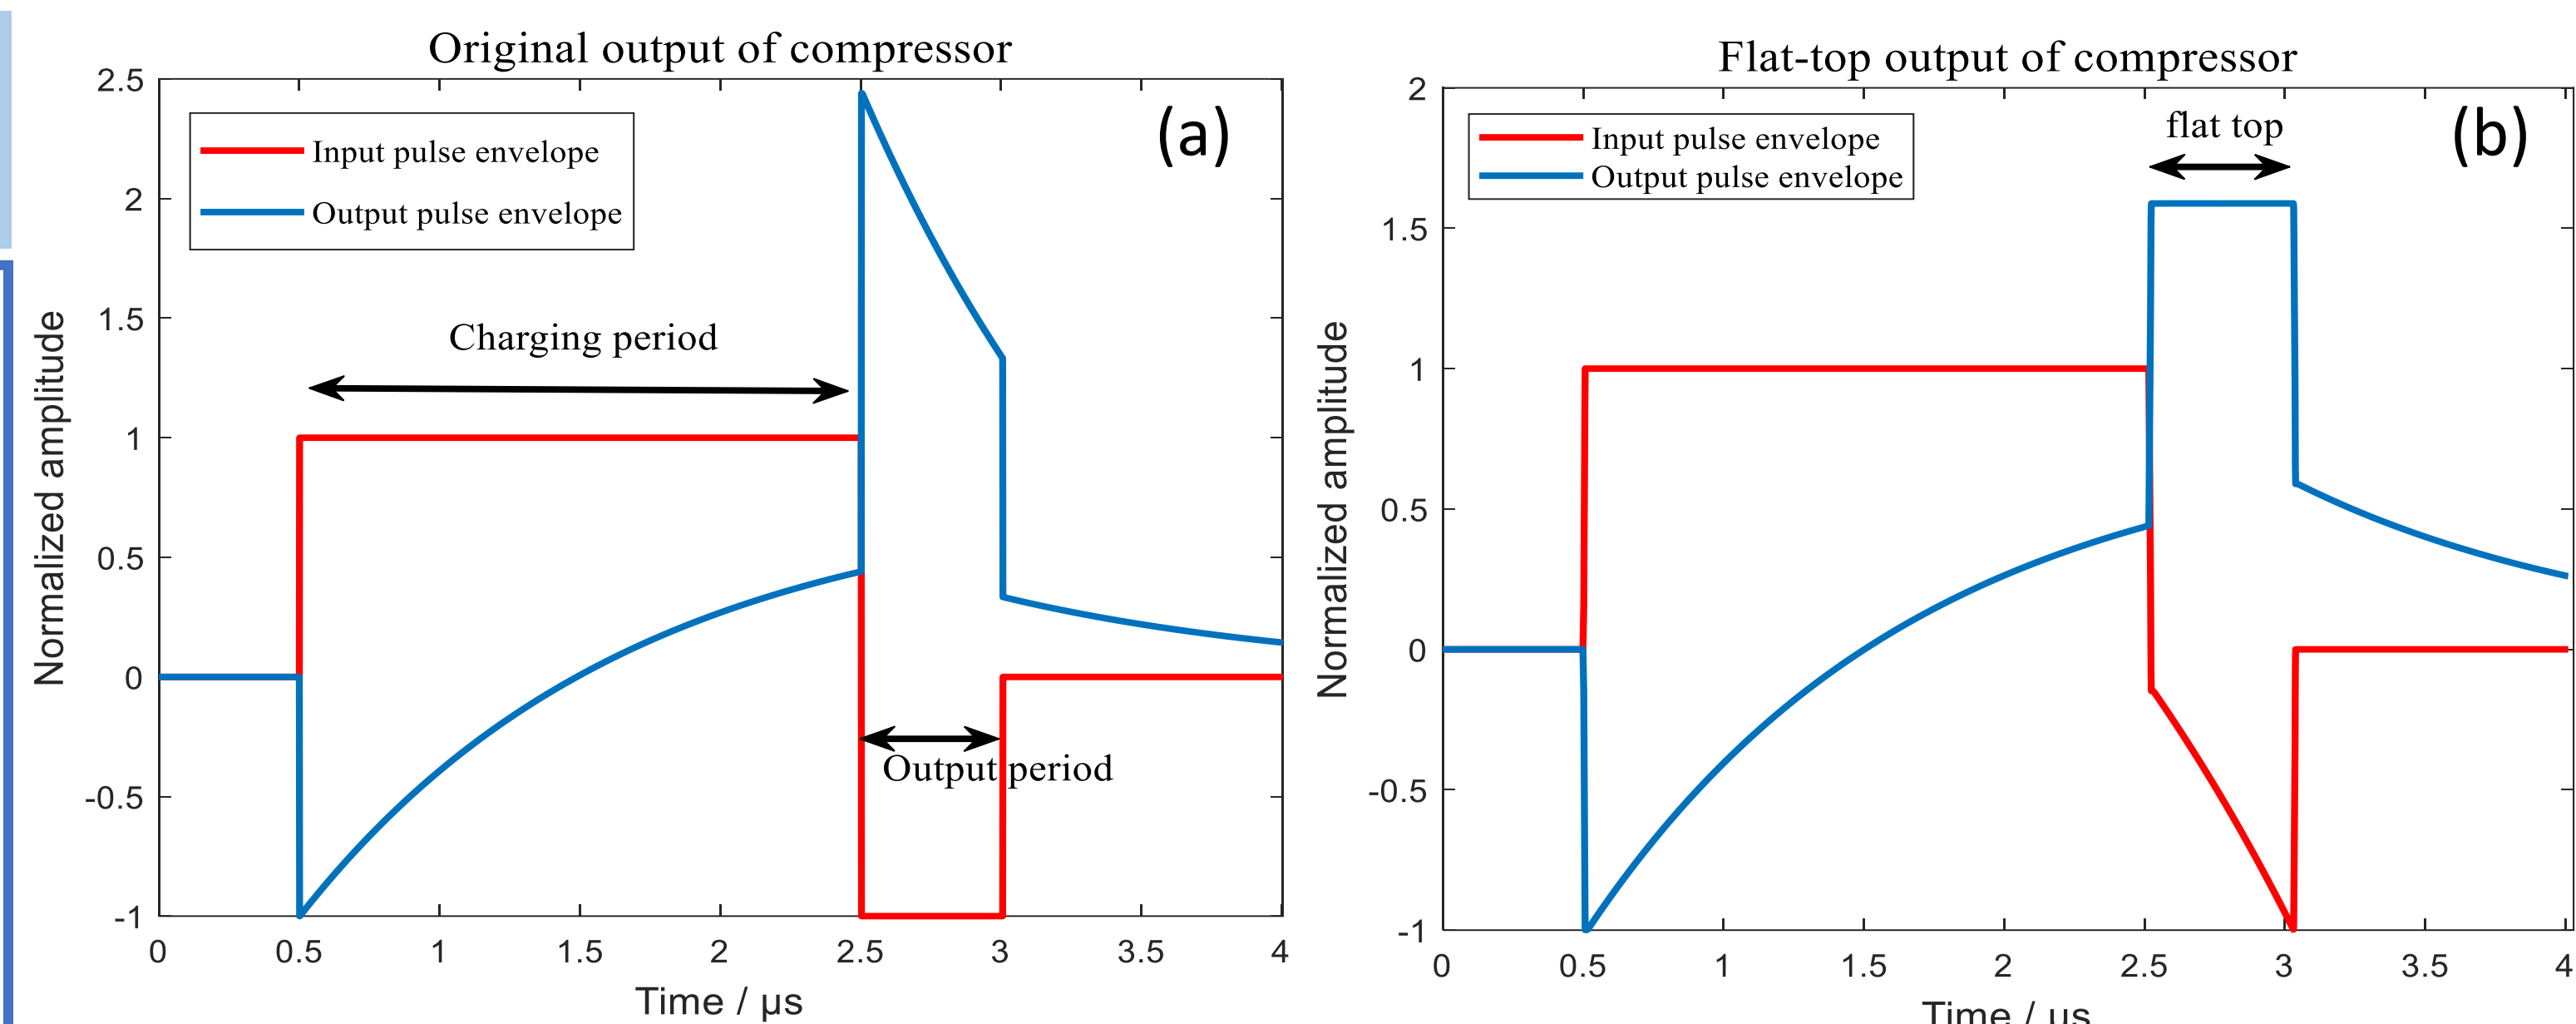 Original output of compressor
(a)
Input pulse envelope
Output pulse envelope
Charging period
Output period
Normalized amplitude
2.5
2
1.5
1
0.5
0
-0.5
-1
0 0.5 1 1.5 2 2.5 3 3.5 4
Time / μs
Flat-top output of compressor
(b)
flat top
Input pulse envelope
Output pulse envelope
Normalized amplitude
2
1.5
1
0.5
0
-0.5
-1
0 0.5 1 1.5 2 2.5 3 3.5 4
Time / μs